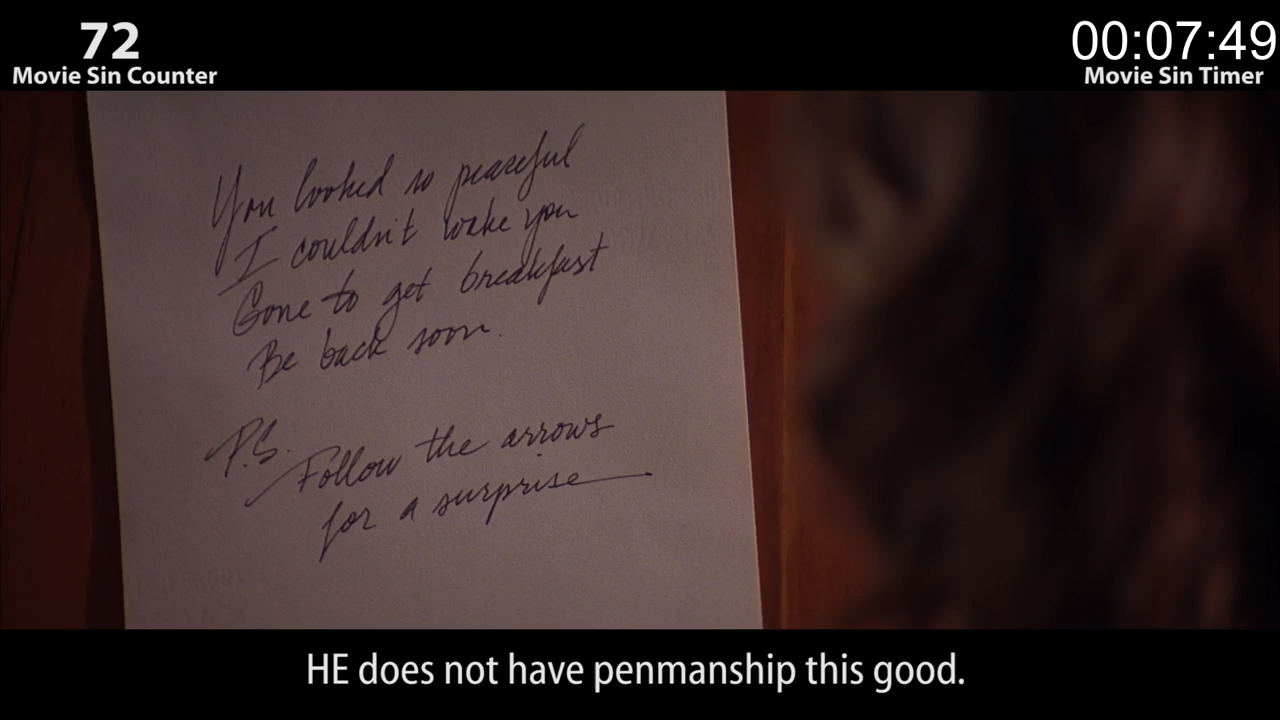 72
Movie Sin Counter
00:07:49
Movie Sin Timer
You looked so peaceful
I couldn't wake you
Gone to get breakfast
Be back soon.
P.S. Follow the arrows
for a surprise
HE does not have penmanship this good.